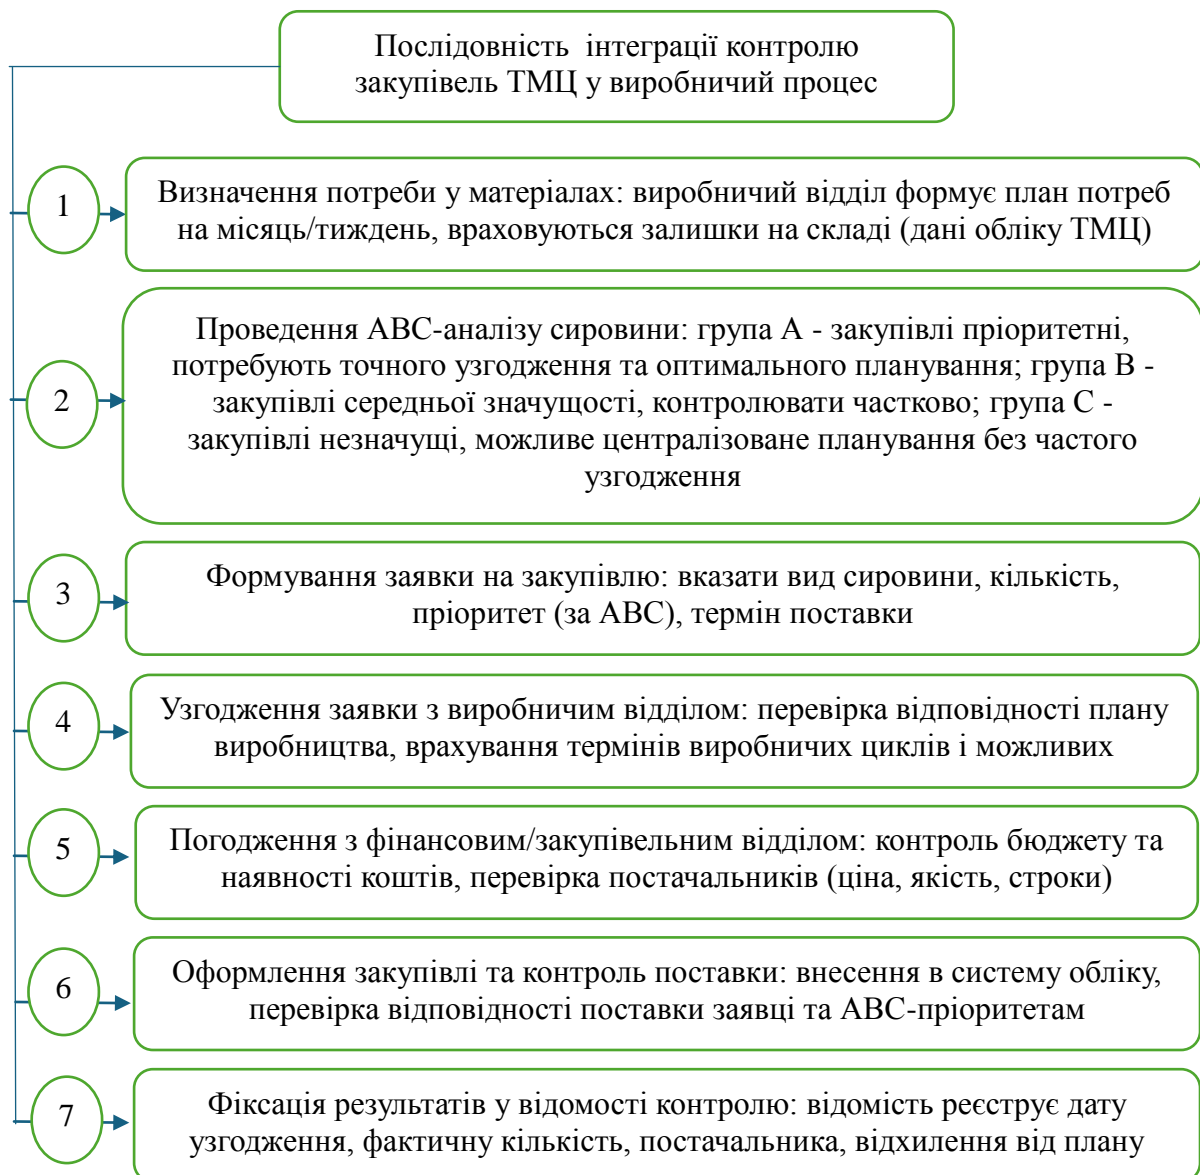 Послідовність інтеграції контролю
закупівель ТМЦ у виробничий процес
1
Визначення потреби у матеріалах: виробничий відділ формує план потреб
на місяць/тиждень, враховуються залишки на складі (дані обліку ТМЦ)
2
Проведення АВС-аналізу сировини: група А - закупівлі пріоритетні,
потребують точного узгодження та оптимального планування; група В -
закупівлі середньої значущості, контролювати частково; група С -
закупівлі незначущі, можливе централізоване планування без частого
узгодження
3
Формування заявки на закупівлю: вказати вид сировини, кількість,
пріоритет (за АВС), термін поставки
4
Узгодження заявки з виробничим відділом: перевірка відповідності плану
виробництва, врахування термінів виробничих циклів і можливих
5
Погодження з фінансовим/закупівельним відділом: контроль бюджету та
наявності коштів, перевірка постачальників (ціна, якість, строки)
6
Оформлення закупівлі та контроль поставки: внесення в систему обліку,
перевірка відповідності поставки заявці та АВС-пріоритетам
7
Фіксація результатів у відомості контролю: відомість реєструє дату
узгодження, фактичну кількість, постачальника, відхилення від плану